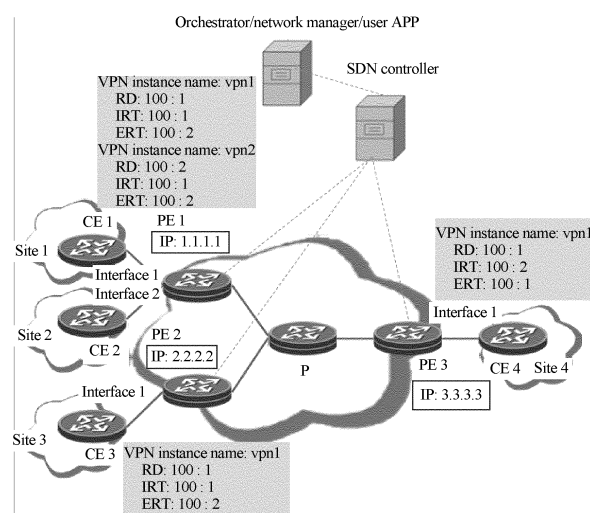 Orchestrator/network manager/user APP
SDN controller
VPN instance name: vpn1
RD: 100 : 1
IRT: 100 : 1
ERT: 100 : 2
VPN instance name: vpn2
RD: 100 : 2
IRT: 100 : 1
ERT: 100 : 2
CE 1
PE 1
Site 1
IP: 1.1.1.1
Interface 1
Interface 2
Site 2
CE 2
PE 2
IP: 2.2.2.2
Interface 1
Site 3
CE 3
VPN instance name: vpn1
RD: 100 : 1
IRT: 100 : 1
ERT: 100 : 2
P
VPN instance name: vpn1
RD: 100 : 1
IRT: 100 : 2
ERT: 100 : 1
Interface 1
PE 3
CE 4
Site 4
IP: 3.3.3.3